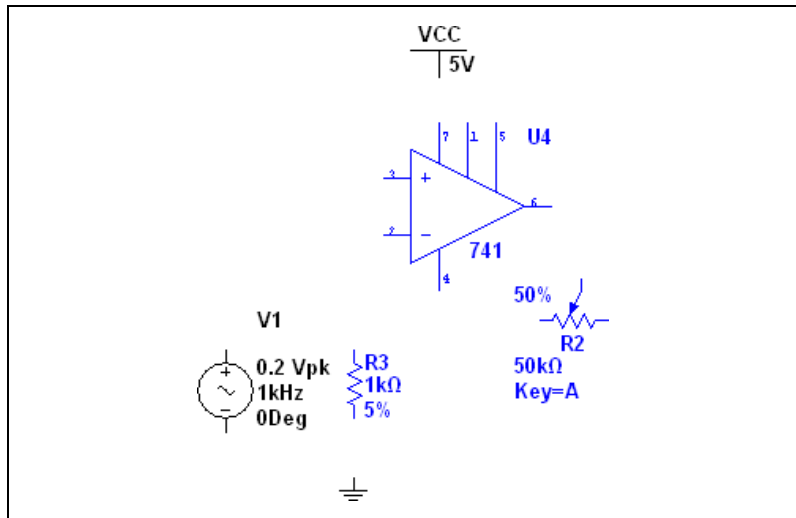 VCC
5V
7 1 5
U4
3
+
6
2
−
741
4
50%
R2
50kΩ
Key=A
V1
0.2 Vpk
1kHz
0Deg
+
−
R3
1kΩ
5%